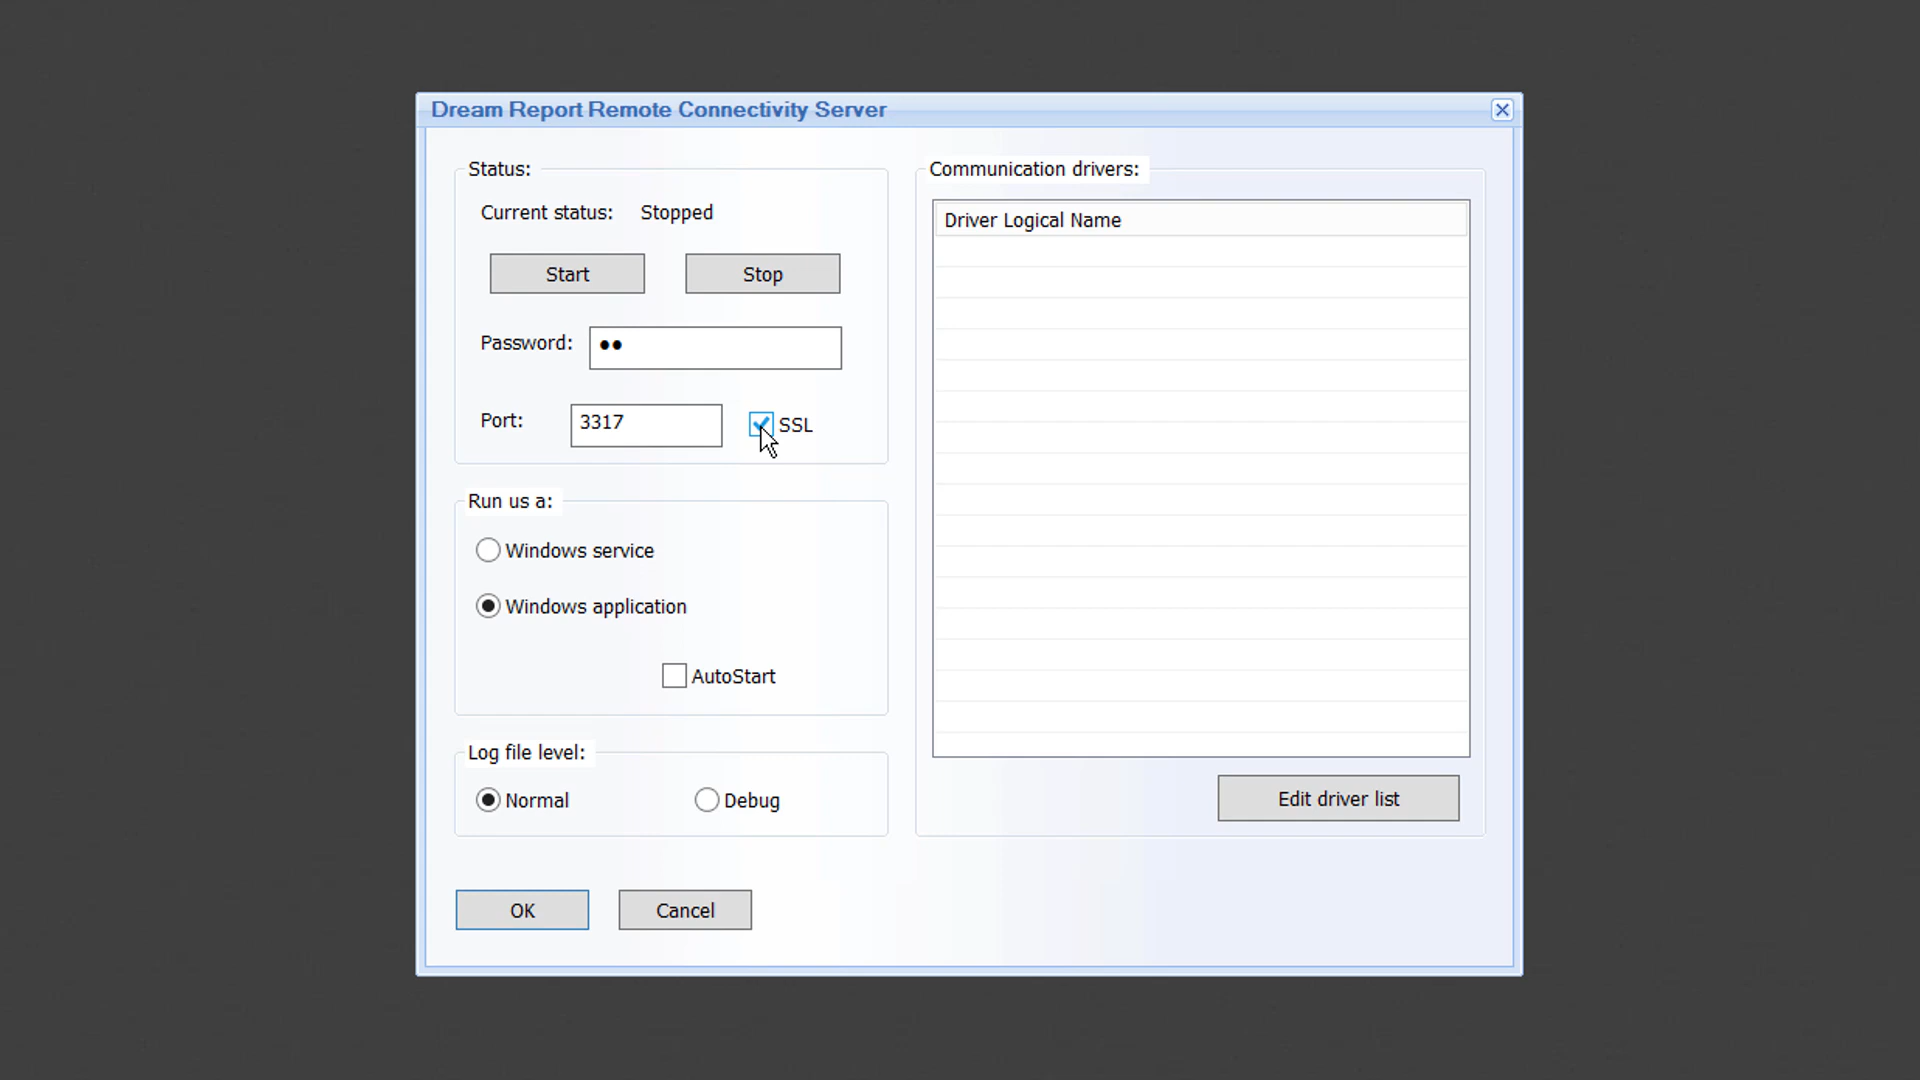 Dream Report Remote Connectivity Server
Status:
Current status: Stopped
Start Stop
Password: ●●
Port: 3317 SSL
Run us a:
Windows service
Windows application
AutoStart
Log file level:
Normal Debug
OK Cancel
Communication drivers:
Driver Logical Name
Edit driver list